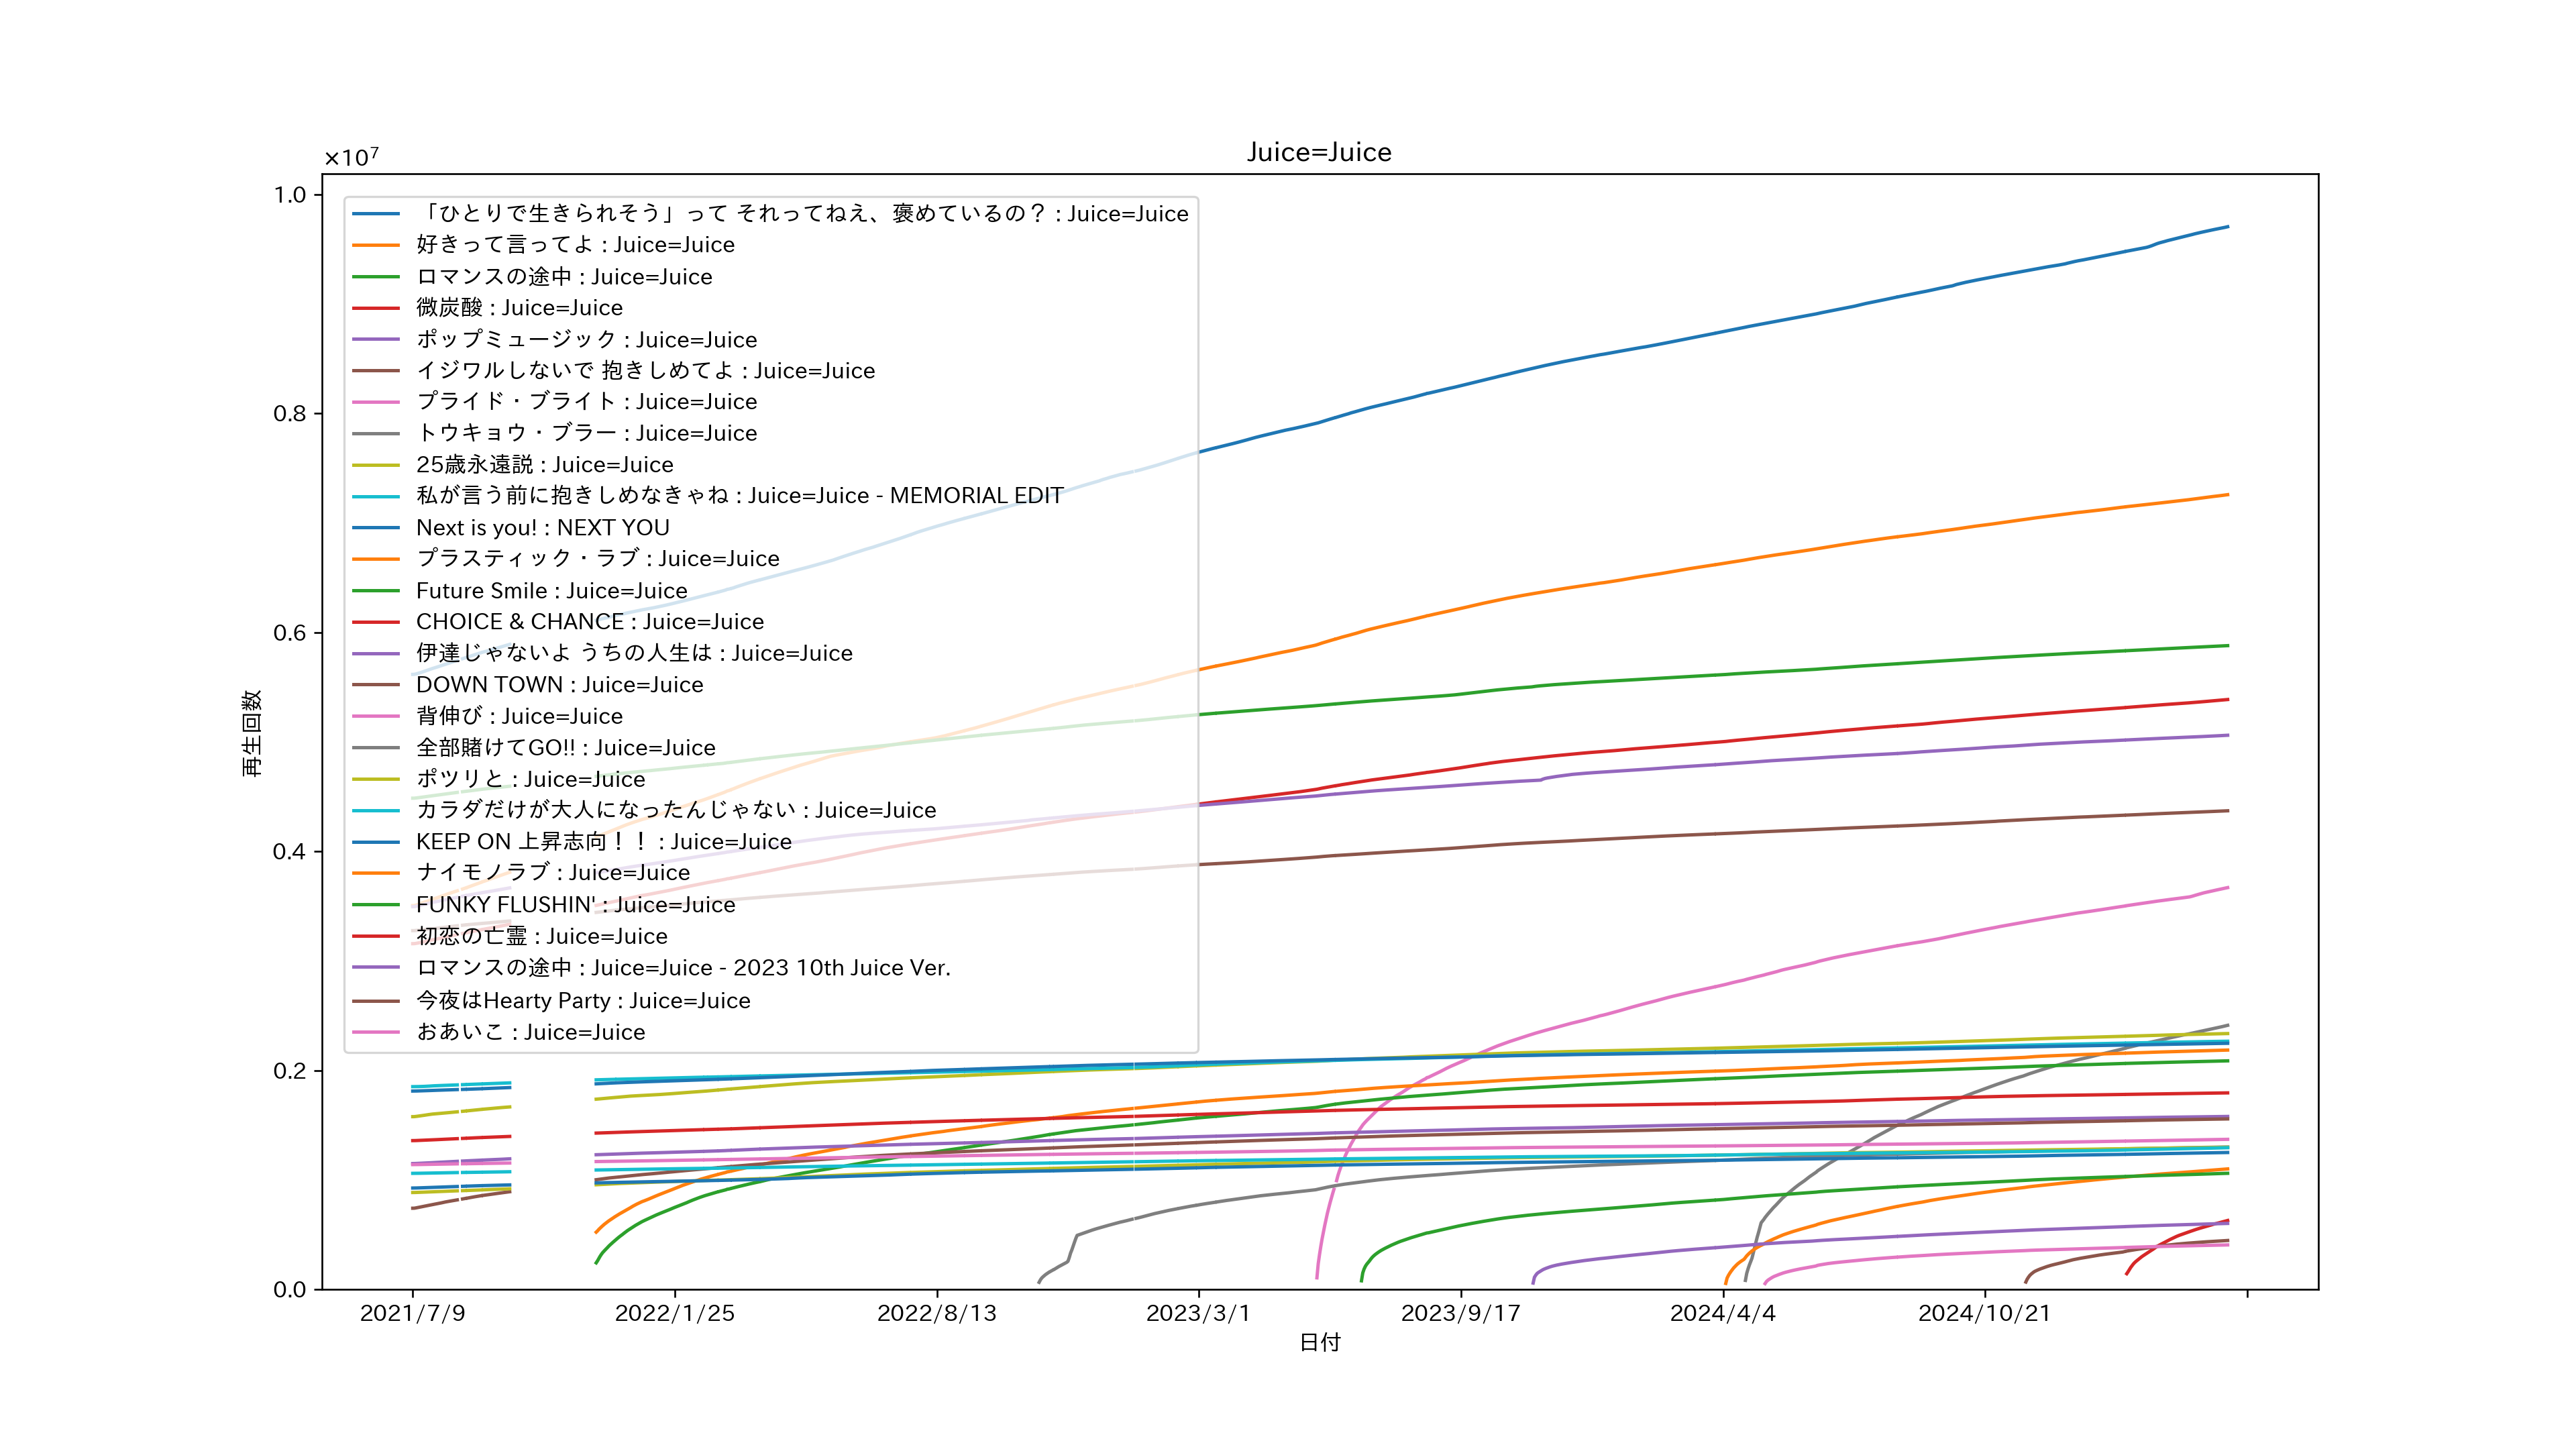 Juice=Juice
×10⁷
1.0
0.8
0.6
0.4
0.2
0.0
再生回数
「ひとりで生きられそう」って それってねえ、褒めているの？ : Juice=Juice
好きって言ってよ : Juice=Juice
ロマンスの途中 : Juice=Juice
微炭酸 : Juice=Juice
ポップミュージック : Juice=Juice
イジワルしないで 抱きしめてよ : Juice=Juice
プライド・ブライト : Juice=Juice
トウキョウ・ブラー : Juice=Juice
25歳永遠説 : Juice=Juice
私が言う前に抱きしめなきゃね : Juice=Juice - MEMORIAL EDIT
Next is you! : NEXT YOU
プラスティック・ラブ : Juice=Juice
Future Smile : Juice=Juice
CHOICE & CHANCE : Juice=Juice
伊達じゃないよ うちの人生は : Juice=Juice
DOWN TOWN : Juice=Juice
背伸び : Juice=Juice
全部賭けてGO!! : Juice=Juice
ポツリと : Juice=Juice
カラダだけが大人になったんじゃない : Juice=Juice
KEEP ON 上昇志向！！ : Juice=Juice
ナイモノラブ : Juice=Juice
FUNKY FLUSHIN' : Juice=Juice
初恋の亡霊 : Juice=Juice
ロマンスの途中 : Juice=Juice - 2023 10th Juice Ver.
今夜はHearty Party : Juice=Juice
おあいこ : Juice=Juice
2021/7/9
2022/1/25
2022/8/13
2023/3/1
2023/9/17
2024/4/4
2024/10/21
日付